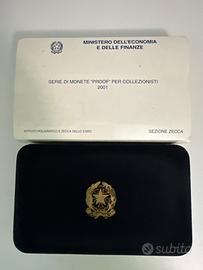 MINISTERO DELL'ECONOMIA
E DELLE FINANZE
SERIE DI MONETE "PROOF" PER COLLEZIONISTI
2001
ISTITUTO POLIGRAFICO E ZECCA DELLO STATO
SEZIONE ZECCA
subito